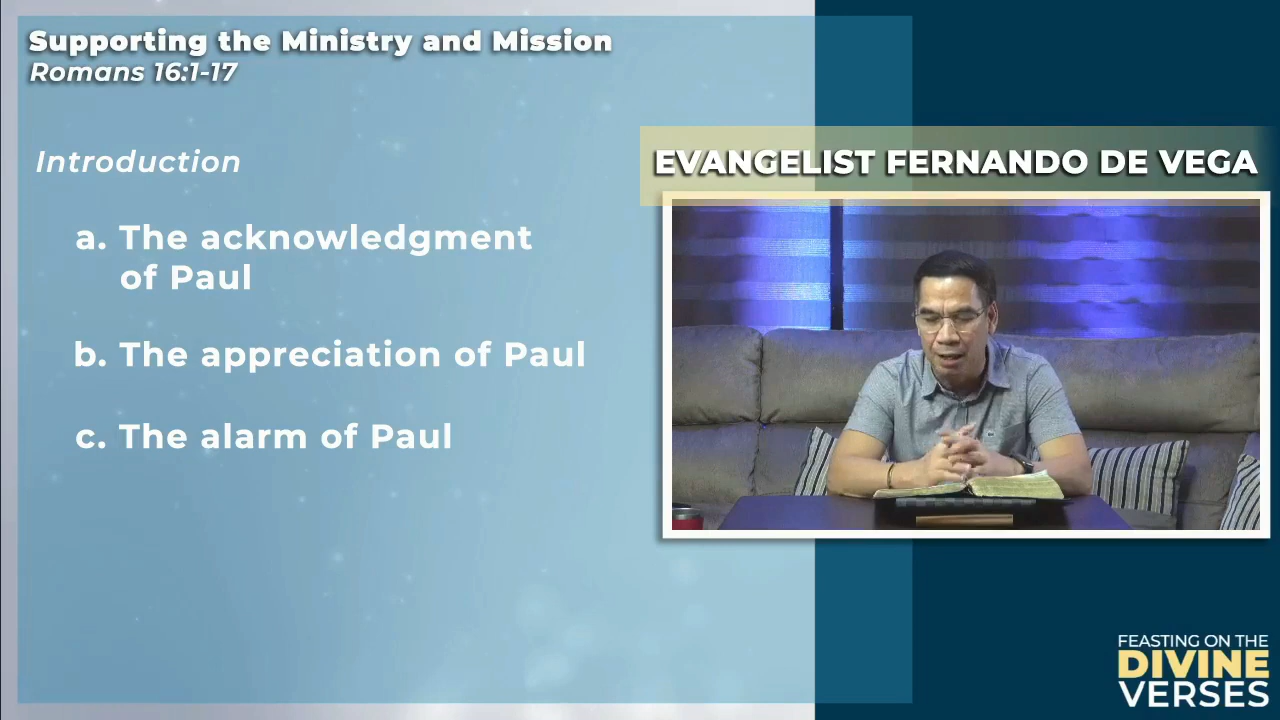 Supporting the Ministry and Mission
Romans 16:1-17
Introduction
a. The acknowledgment
of Paul
b. The appreciation of Paul
c. The alarm of Paul
EVANGELIST FERNANDO DE VEGA
FEASTING ON THE
DIVINE
VERSES